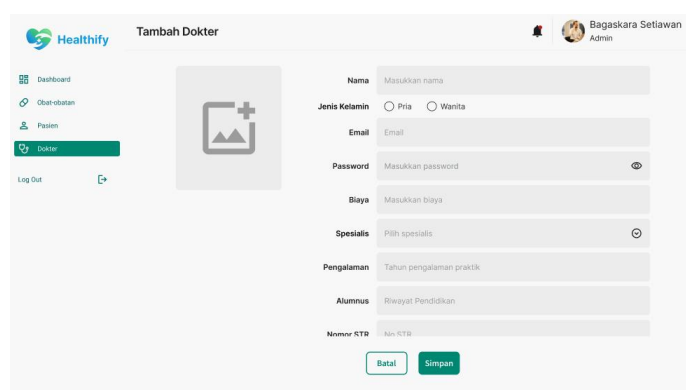 Healthify
Tambah Dokter
Bagaskara Setiawan
Admin
Dashboard
Obat-obatan
Pasien
Dokter
Log Out
Nama
Masukkan nama
Jenis Kelamin
Pria
Wanita
Email
Email
Password
Masukkan password
Biaya
Masukkan biaya
Spesialis
Pilih spesialis
Pengalaman
Tahun pengalaman praktik
Alumnus
Riwayat Pendidikan
Nomor STR
No STR
Batal
Simpan